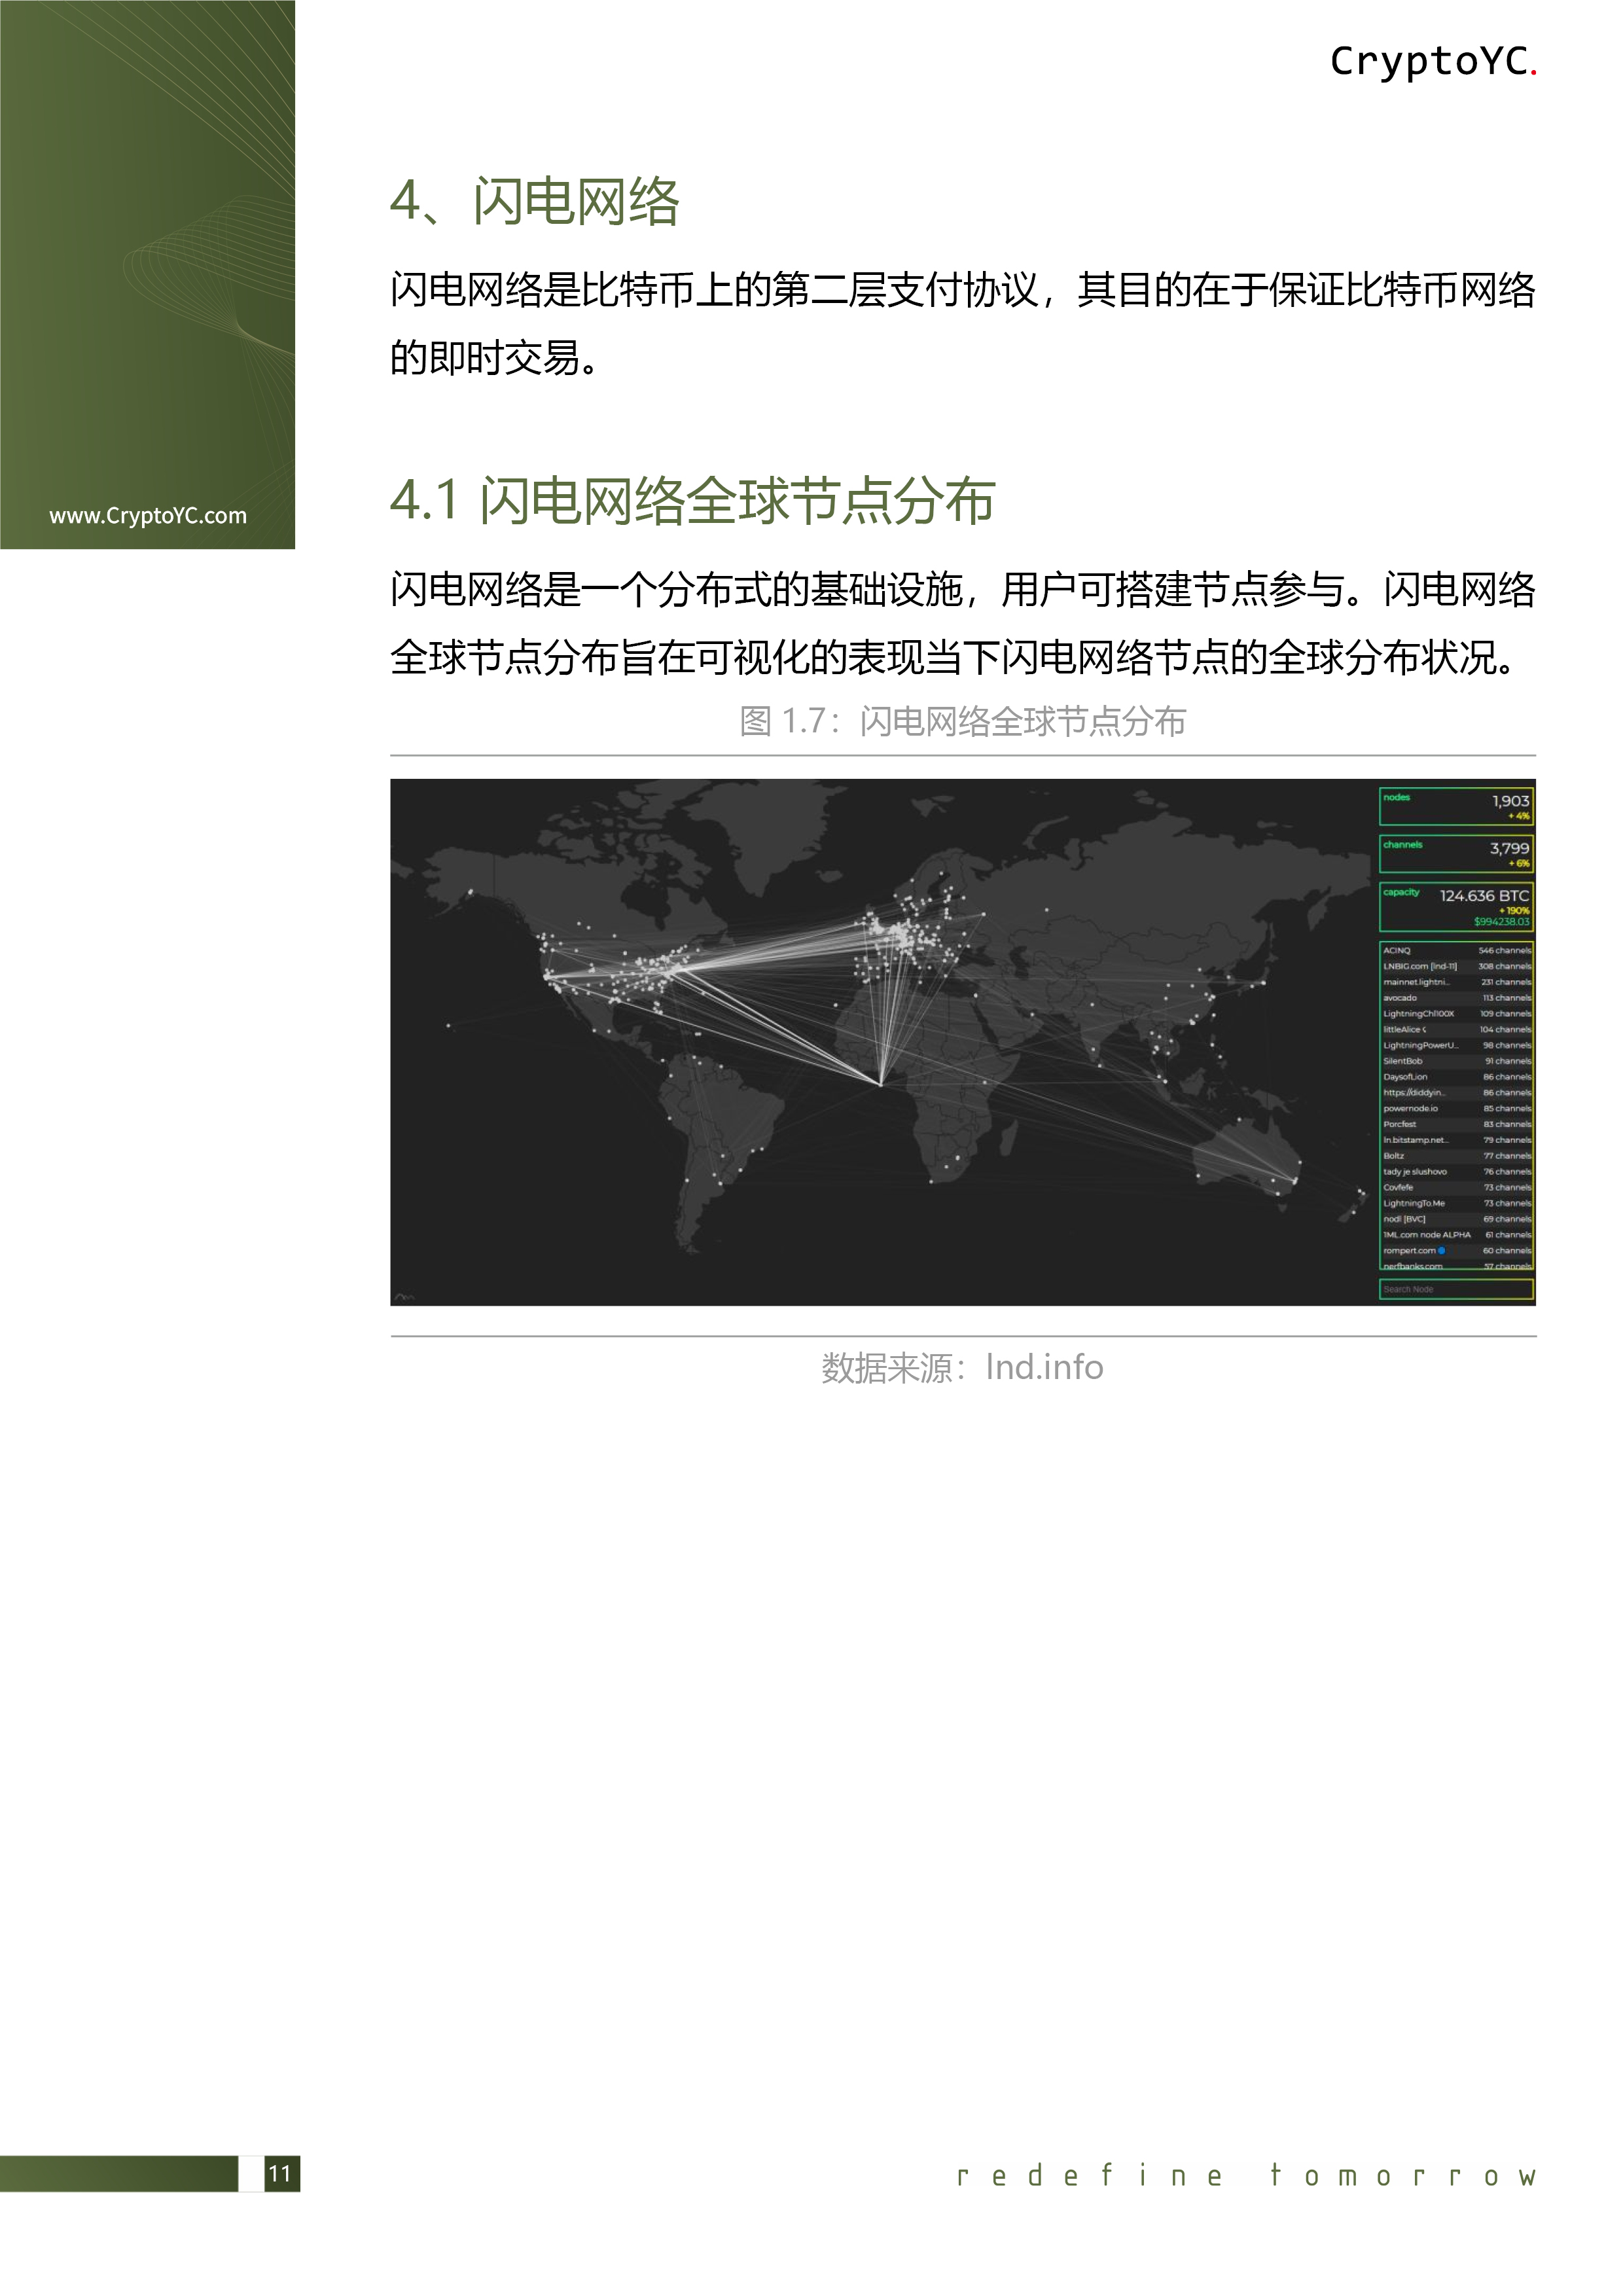 CryptoYC.
www.CryptoYC.com
4、闪电网络
闪电网络是比特币上的第二层支付协议，其目的在于保证比特币网络
的即时交易。
4.1 闪电网络全球节点分布
闪电网络是一个分布式的基础设施，用户可搭建节点参与。闪电网络
全球节点分布旨在可视化的表现当下闪电网络节点的全球分布状况。
图 1.7：闪电网络全球节点分布
nodes 1,903
+ 4%
channels 3,799
+ 6%
capacity 124.636 BTC
+ 190%
$994238.03
ACINQ 546 channels
LNBIG.com [lnd-11] 308 channels
mainnet.lightni... 231 channels
avocado 113 channels
LightningCh1100X 109 channels
littleAlice 104 channels
LightningPowerU... 98 channels
SilentBob 91 channels
DaysofLion 86 channels
https://diddyin... 86 channels
powernode.io 85 channels
Porcfest 83 channels
ln.bitstamp.net... 79 channels
Boltz 77 channels
tady je slushovo 76 channels
Covfefe 73 channels
LightningTo.Me 73 channels
nodl [BVC] 69 channels
1ML.com node ALPHA 61 channels
rompert.com 60 channels
nerfbanks.com 57 channels
Search Node
数据来源：lnd.info
11
redefine tomorrow